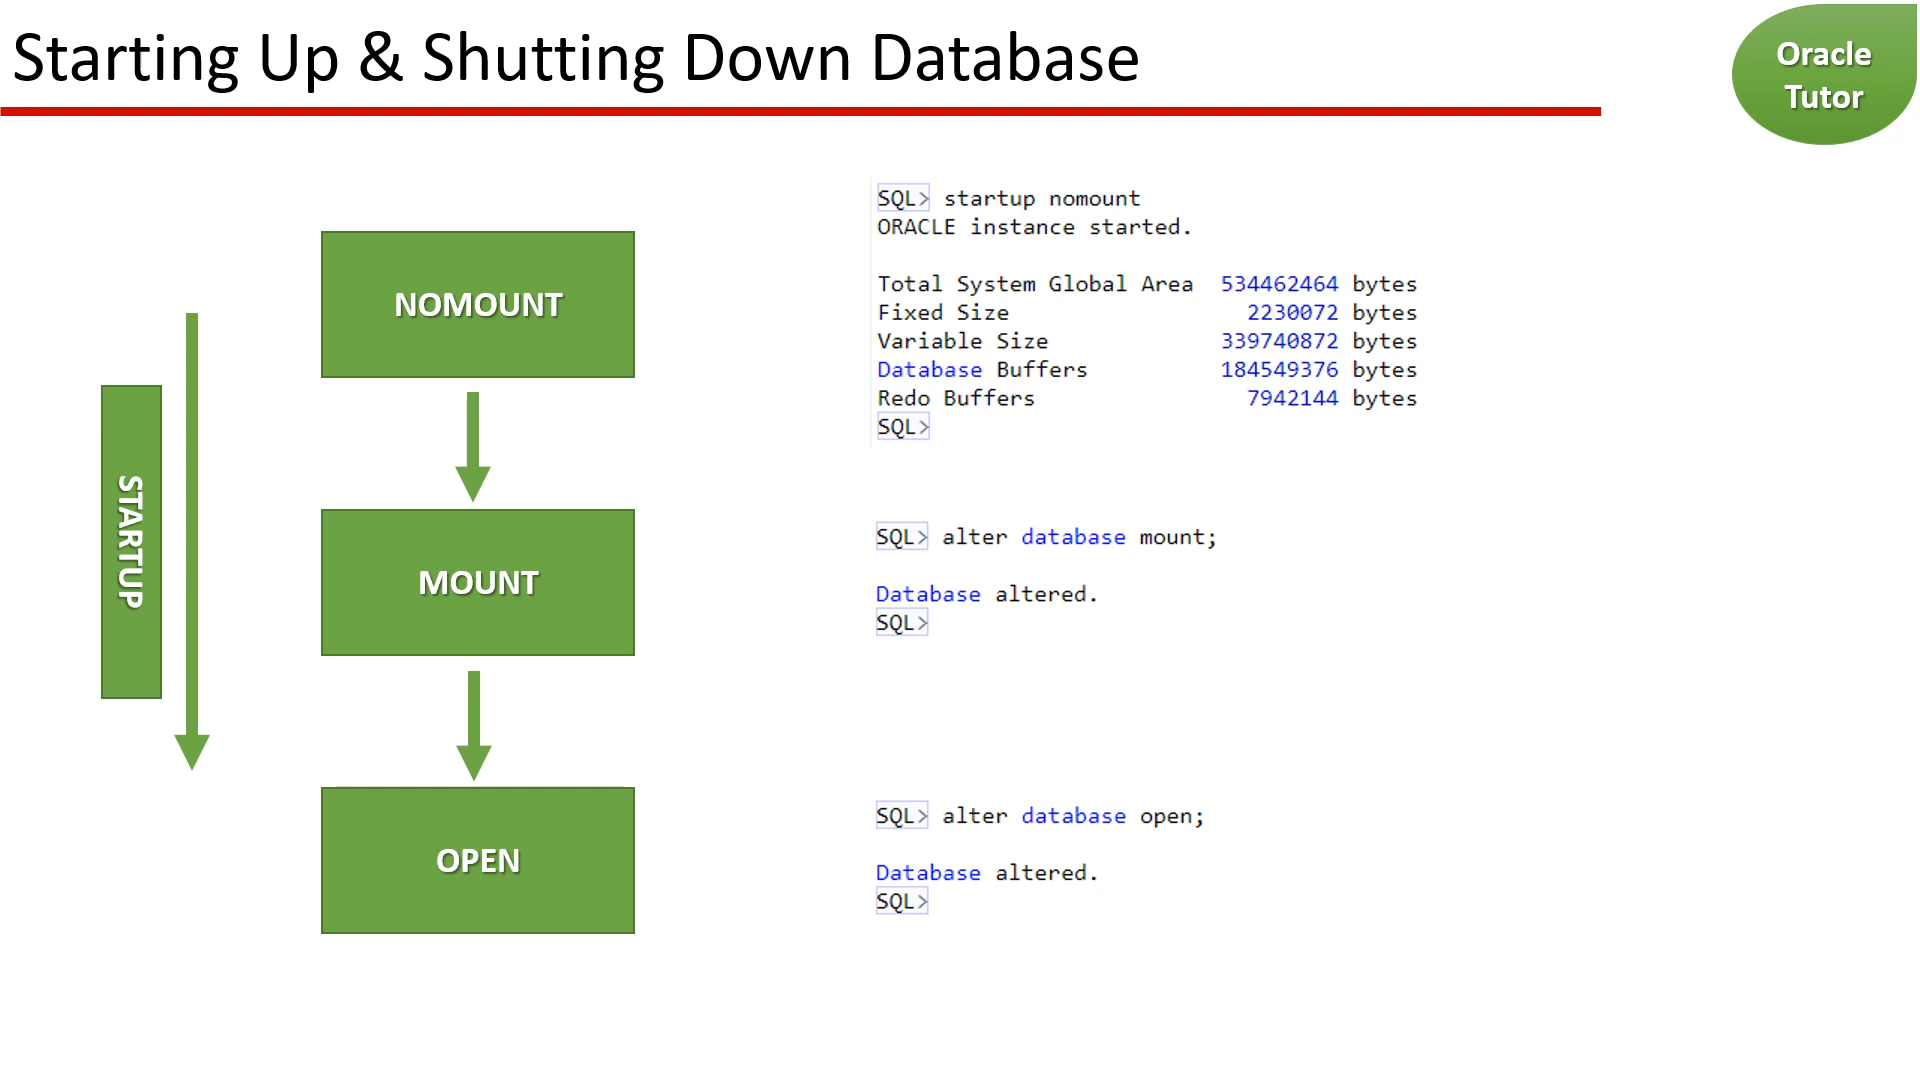 Starting Up & Shutting Down Database
Oracle
Tutor
STARTUP
NOMOUNT
MOUNT
OPEN
SQL> startup nomount
ORACLE instance started.
Total System Global Area  534462464 bytes
Fixed Size                  2230072 bytes
Variable Size             339740872 bytes
Database Buffers          184549376 bytes
Redo Buffers                7942144 bytes
SQL>
SQL> alter database mount;
Database altered.
SQL>
SQL> alter database open;
Database altered.
SQL>